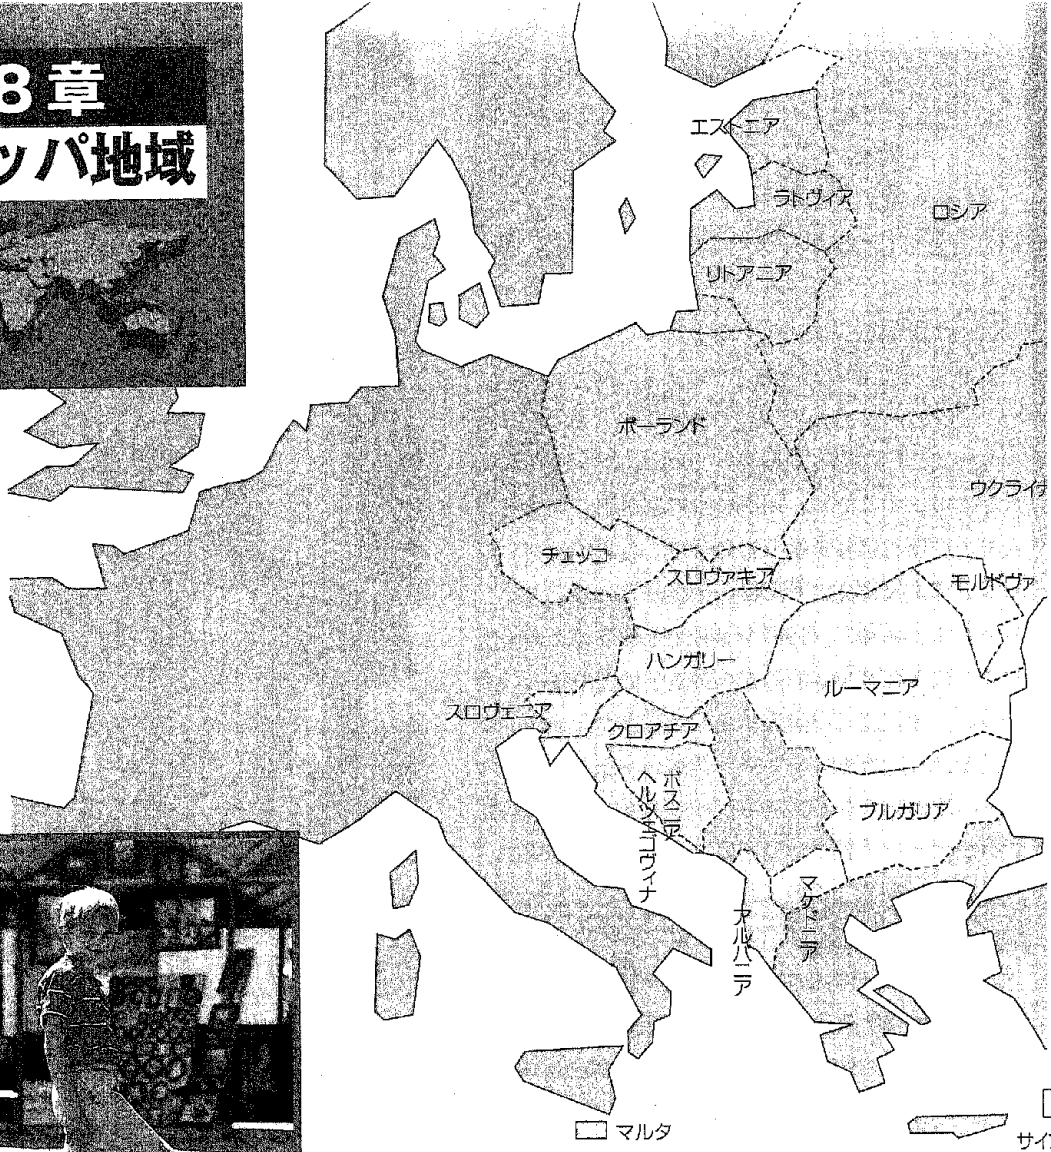 8章
ッパ地域
エストニア
ラトヴィア
ロシア
リトアニア
ポーランド
ウクライナ
チェッコ
スロヴァキア
モルドヴァ
ハンガリー
ルーマニア
スロヴェニア
クロアチア
ボスニア
ヘルツェゴヴィナ
ブルガリア
マケドニア
アルバニア
マルタ
サイ